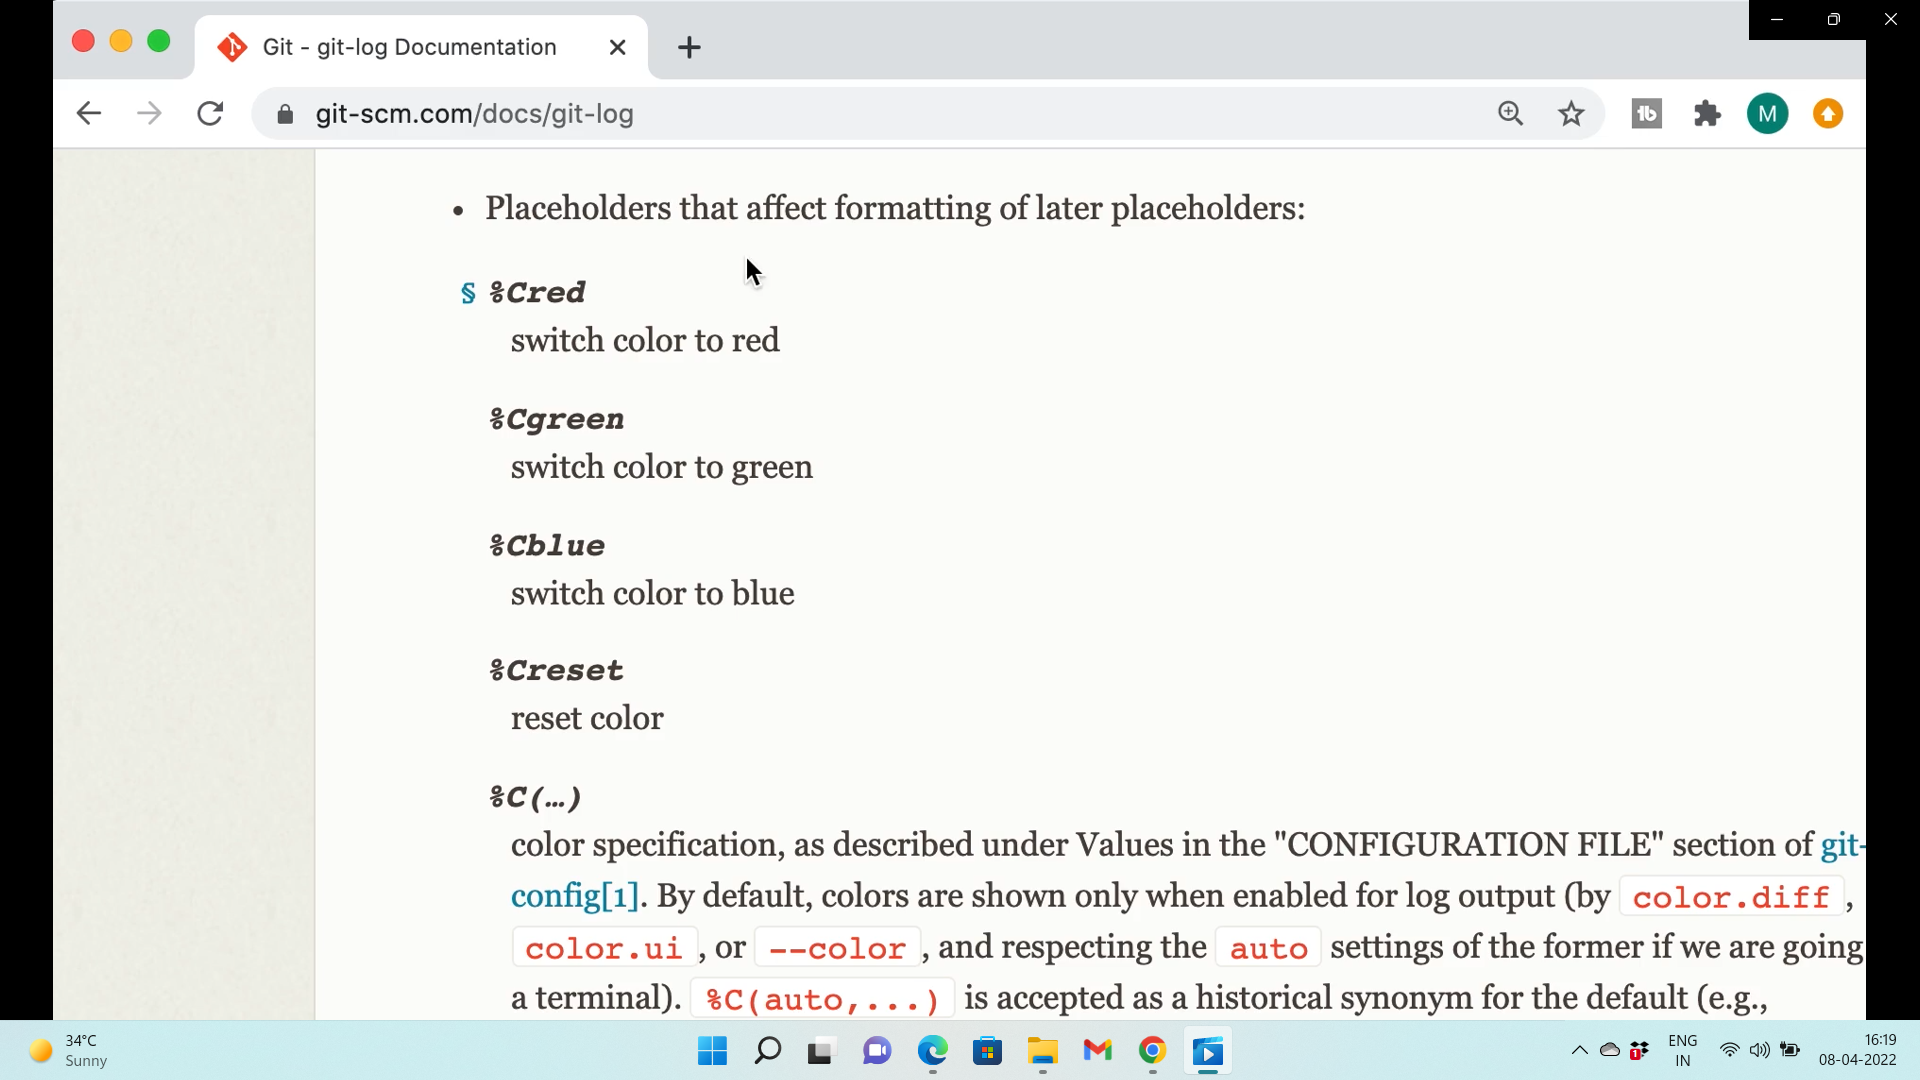 Git - git-log Documentation
git-scm.com/docs/git-log
M
• Placeholders that affect formatting of later placeholders:
§ %Cred
switch color to red
%Cgreen
switch color to green
%Cblue
switch color to blue
%Creset
reset color
%C(…)
color specification, as described under Values in the "CONFIGURATION FILE" section of git-
config[1]. By default, colors are shown only when enabled for log output (by color.diff ,
color.ui , or --color , and respecting the auto settings of the former if we are going
a terminal). %C(auto,...) is accepted as a historical synonym for the default (e.g.,
34°C
Sunny
1
ENG
IN
16:19
08-04-2022